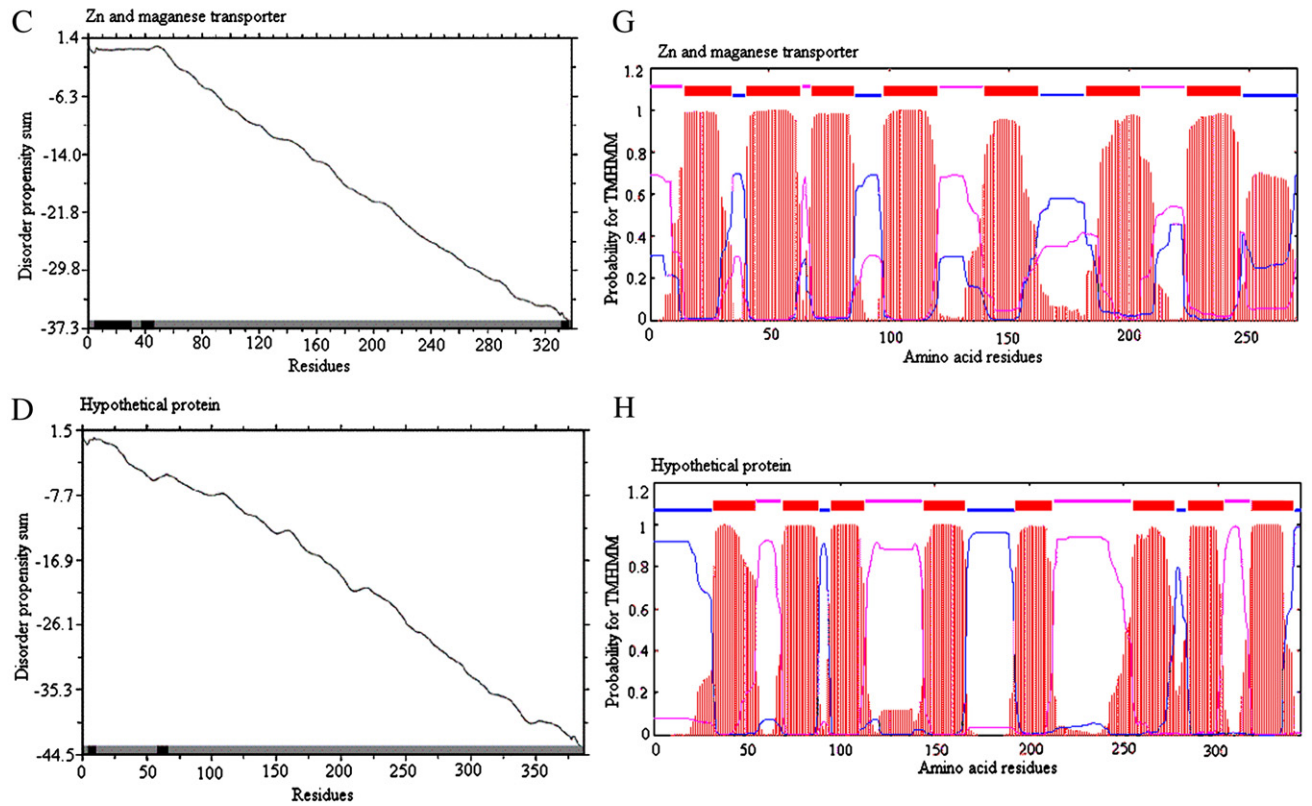 C
Zn and maganese transporter
1.4
-6.3
-14.0
-21.8
-29.8
-37.3
Disorder propensity sum
0 40 80 120 160 200 240 280 320
Residues
G
Zn and maganese transporter
1.2
1
0.8
0.6
0.4
0.2
0
Probability for TMHMM
0 50 100 150 200 250
Amino acid residues
D
Hypothetical protein
1.5
-7.7
-16.9
-26.1
-35.3
-44.5
Disorder propensity sum
0 50 100 150 200 250 300 350
Residues
H
Hypothetical protein
1.2
1
0.8
0.6
0.4
0.2
0
Probability for TMHMM
0 50 100 150 200 250 300
Amino acid residues